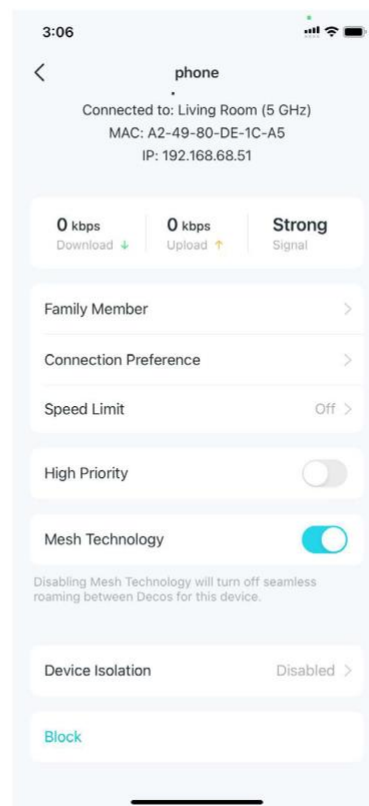 3:06
phone
Connected to: Living Room (5 GHz)
MAC: A2-49-80-DE-1C-A5
IP: 192.168.68.51
0 kbps 0 kbps Strong
Download ↓ Upload ↑ Signal
Family Member
Connection Preference
Speed Limit Off
High Priority
Mesh Technology
Disabling Mesh Technology will turn off seamless
roaming between Decos for this device.
Device Isolation Disabled
Block